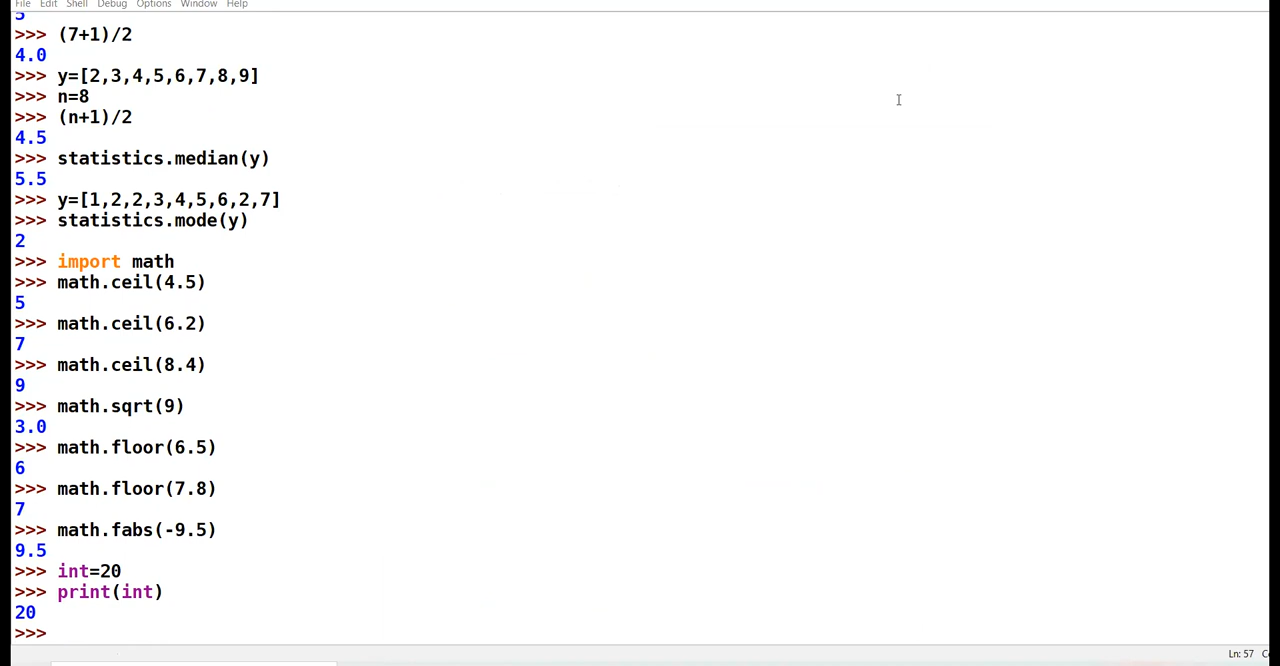 File Edit Shell Debug Options Window Help
5
>>> (7+1)/2
4.0
>>> y=[2,3,4,5,6,7,8,9]
>>> n=8
>>> (n+1)/2
4.5
>>> statistics.median(y)
5.5
>>> y=[1,2,2,3,4,5,6,2,7]
>>> statistics.mode(y)
2
>>> import math
>>> math.ceil(4.5)
5
>>> math.ceil(6.2)
7
>>> math.ceil(8.4)
9
>>> math.sqrt(9)
3.0
>>> math.floor(6.5)
6
>>> math.floor(7.8)
7
>>> math.fabs(-9.5)
9.5
>>> int=20
>>> print(int)
20
>>>
Ln: 57